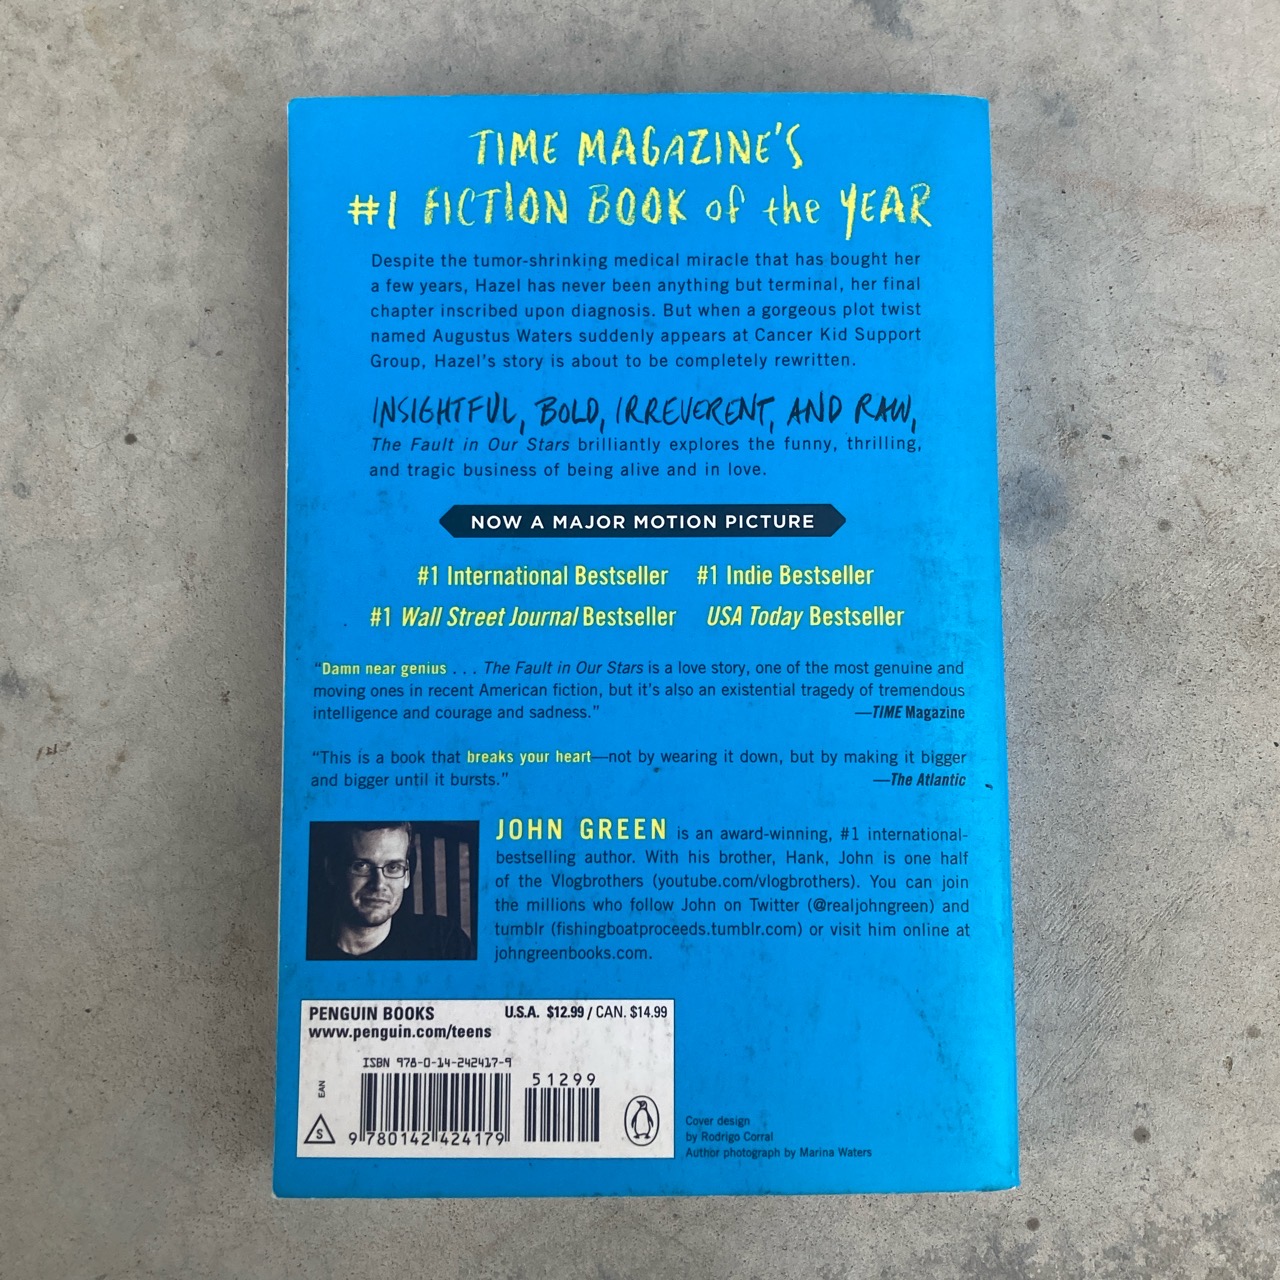 TIME MAGAZINE'S
#1 FICTION BOOK of the YEAR
Despite the tumor-shrinking medical miracle that has bought her
a few years, Hazel has never been anything but terminal, her final
chapter inscribed upon diagnosis. But when a gorgeous plot twist
named Augustus Waters suddenly appears at Cancer Kid Support
Group, Hazel's story is about to be completely rewritten.
INSIGHTFUL, BOLD, IRREVERENT, AND RAW,
The Fault in Our Stars brilliantly explores the funny, thrilling,
and tragic business of being alive and in love.
NOW A MAJOR MOTION PICTURE
#1 International Bestseller #1 Indie Bestseller
#1 Wall Street Journal Bestseller USA Today Bestseller
“Damn near genius . . . The Fault in Our Stars is a love story, one of the most genuine and
moving ones in recent American fiction, but it's also an existential tragedy of tremendous
intelligence and courage and sadness.” —TIME Magazine
“This is a book that breaks your heart—not by wearing it down, but by making it bigger
and bigger until it bursts.” —The Atlantic
JOHN GREEN is an award-winning, #1 international-
bestselling author. With his brother, Hank, John is one half
of the Vlogbrothers (youtube.com/vlogbrothers). You can join
the millions who follow John on Twitter (@realjohngreen) and
tumblr (fishingboatproceeds.tumblr.com) or visit him online at
johngreenbooks.com.
PENGUIN BOOKS U.S.A. $12.99 / CAN. $14.99
www.penguin.com/teens
ISBN 978-0-14-242417-9
51299
EAN
S
9 780142 424179
Cover design
by Rodrigo Corral
Author photograph by Marina Waters